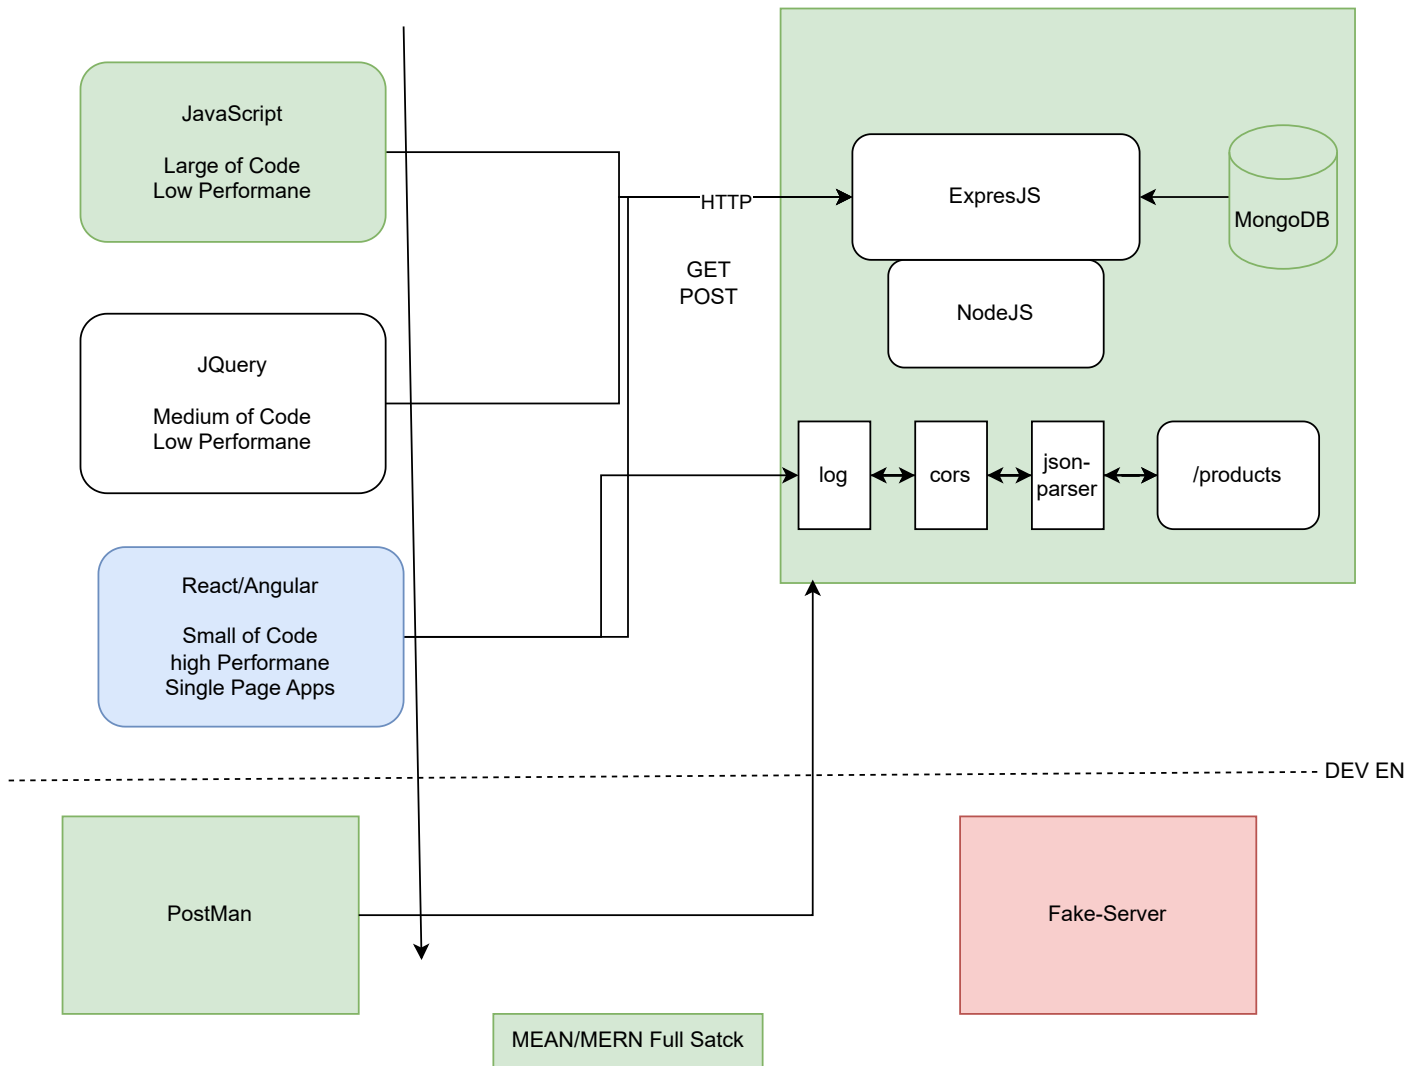 JavaScript
Large of Code
Low Performane
JQuery
Medium of Code
Low Performane
React/Angular
Small of Code
high Performane
Single Page Apps
HTTP
GET
POST
ExpresJS
NodeJS
MongoDB
log
cors
json-
parser
/products
DEV EN
PostMan
Fake-Server
MEAN/MERN Full Satck